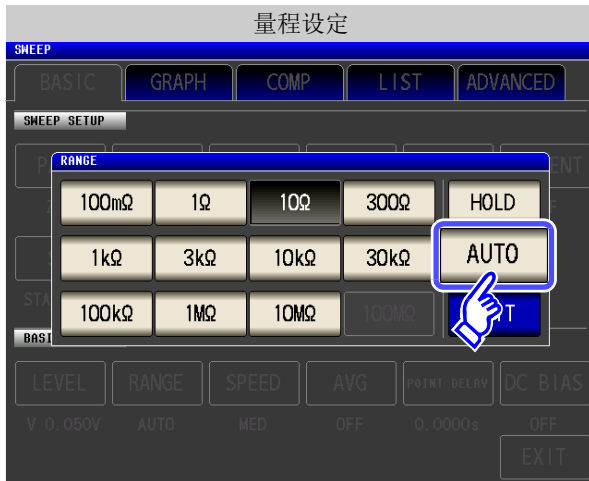 量程设定
SWEEP
BASIC GRAPH COMP LIST ADVANCED
SWEEP SETUP
RANGE
100mΩ 1Ω 10Ω 300Ω HOLD
1kΩ 3kΩ 10kΩ 30kΩ AUTO
100kΩ 1MΩ 10MΩ 100MΩ
LEVEL RANGE SPEED AVG POINT DELAY DC BIAS
V 0.050V AUTO MED OFF 0.0000s OFF
EXIT